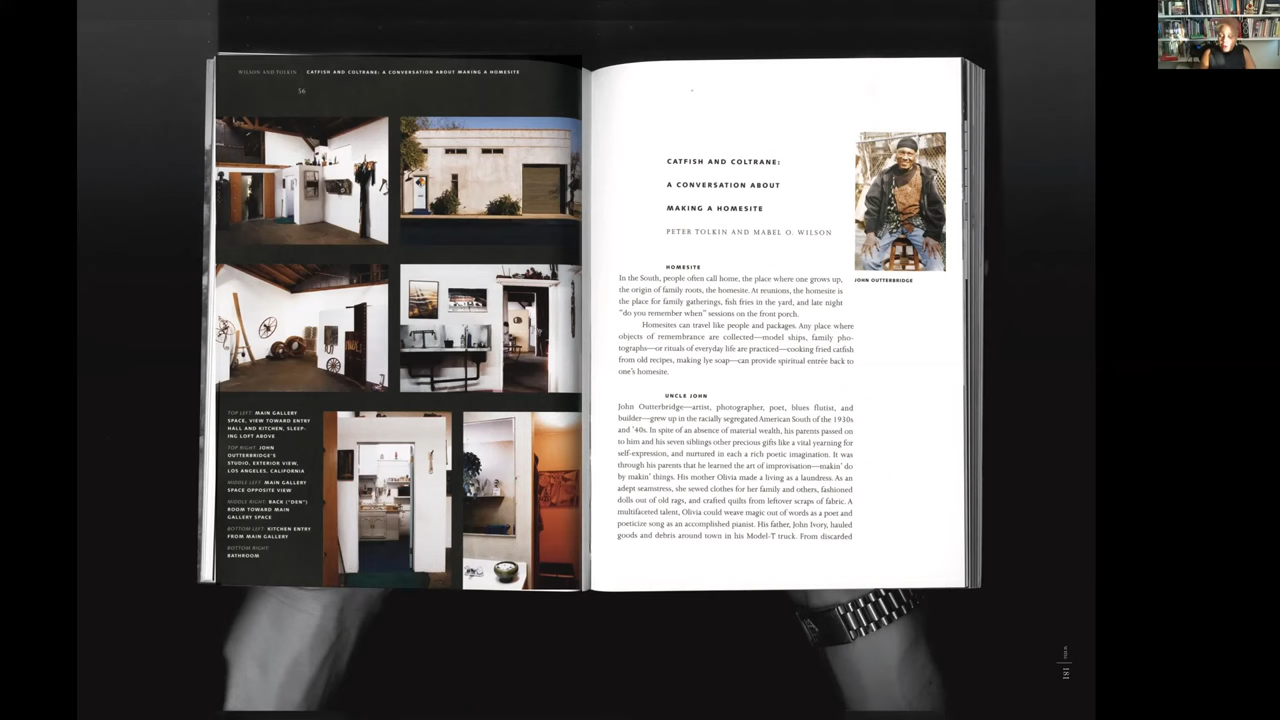 WILSON AND TOLKIN CATFISH AND COLTRANE: A CONVERSATION ABOUT MAKING A HOMESITE
56
TOP LEFT: MAIN GALLERY
SPACE, VIEW TOWARD ENTRY
HALL AND KITCHEN, SLEEP-
ING LOFT ABOVE
TOP RIGHT: JOHN
OUTTERBRIDGE'S
STUDIO, EXTERIOR VIEW,
LOS ANGELES, CALIFORNIA
MIDDLE LEFT: MAIN GALLERY
SPACE OPPOSITE VIEW
MIDDLE RIGHT: BACK ("DEN")
ROOM TOWARD MAIN
GALLERY SPACE
BOTTOM LEFT: KITCHEN ENTRY
FROM MAIN GALLERY
BOTTOM RIGHT:
BATHROOM
CATFISH AND COLTRANE:
A CONVERSATION ABOUT
MAKING A HOMESITE
PETER TOLKIN AND MABEL O. WILSON
JOHN OUTTERBRIDGE
HOMESITE
In the South, people often call home, the place where one grows up,
the origin of family roots, the homesite. At reunions, the homesite is
the place for family gatherings, fish fries in the yard, and late night
"do you remember when" sessions on the front porch.
Homesites can travel like people and packages. Any place where
objects of remembrance are collected—model ships, family pho-
tographs—or rituals of everyday life are practiced—cooking fried catfish
from old recipes, making lye soap—can provide spiritual entrée back to
one's homesite.
UNCLE JOHN
John Outterbridge—artist, photographer, poet, blues flutist, and
builder—grew up in the racially segregated American South of the 1930s
and '40s. In spite of an absence of material wealth, his parents passed on
to him and his seven siblings other precious gifts like a vital yearning for
self-expression, and nurtured in each a rich poetic imagination. It was
through his parents that he learned the art of improvisation—makin' do
by makin' things. His mother Olivia made a living as a laundress. As an
adept seamstress, she sewed clothes for her family and others, fashioned
dolls out of old rags, and crafted quilts from leftover scraps of fabric. A
multifaceted talent, Olivia could weave magic out of words as a poet and
poeticize song as an accomplished pianist. His father, John Ivory, hauled
goods and debris around town in his Model-T truck. From discarded
181